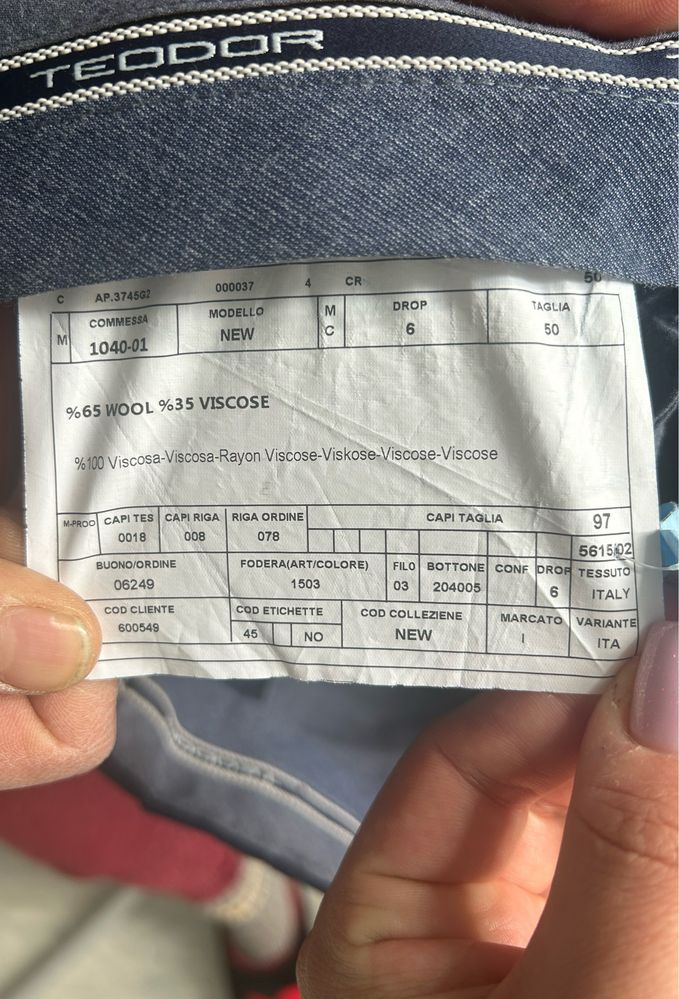 TEODOR
C AP.3745G2 000037 4 CR 50
COMMESSA MODELLO M DROP TAGLIA
M 1040-01 NEW C 6 50
%65 WOOL %35 VISCOSE
%100 Viscosa-Viscosa-Rayon Viscose-Viskose-Viscose-Viscose
M-PROD CAPI TES CAPI RIGA RIGA ORDINE CAPI TAGLIA 97
0018 008 078
5615/02
BUONO/ORDINE FODERA(ART/COLORE) FILO BOTTONE CONF DROP TESSUTO
06249 1503 03 204005 6 ITALY
COD CLIENTE COD ETICHETTE COD COLLEZIENE MARCATO VARIANTE
600549 45 NO NEW I ITA